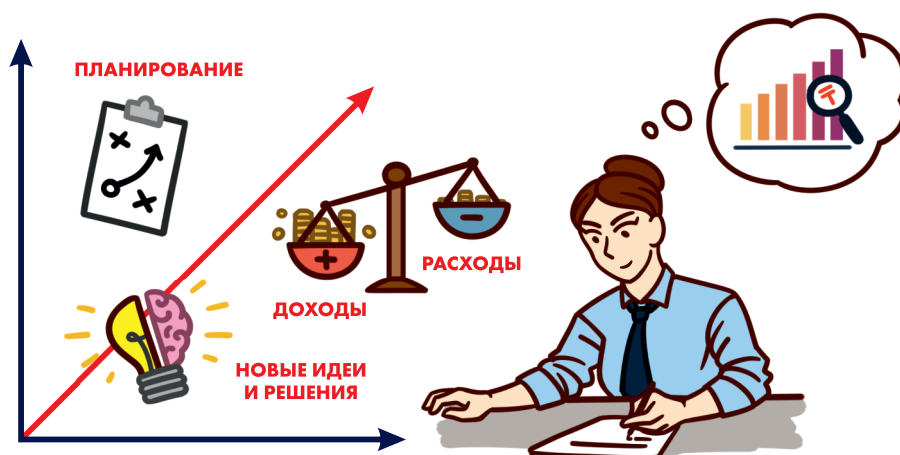 ПЛАНИРОВАНИЕ
РАСХОДЫ
ДОХОДЫ
НОВЫЕ ИДЕИ
И РЕШЕНИЯ